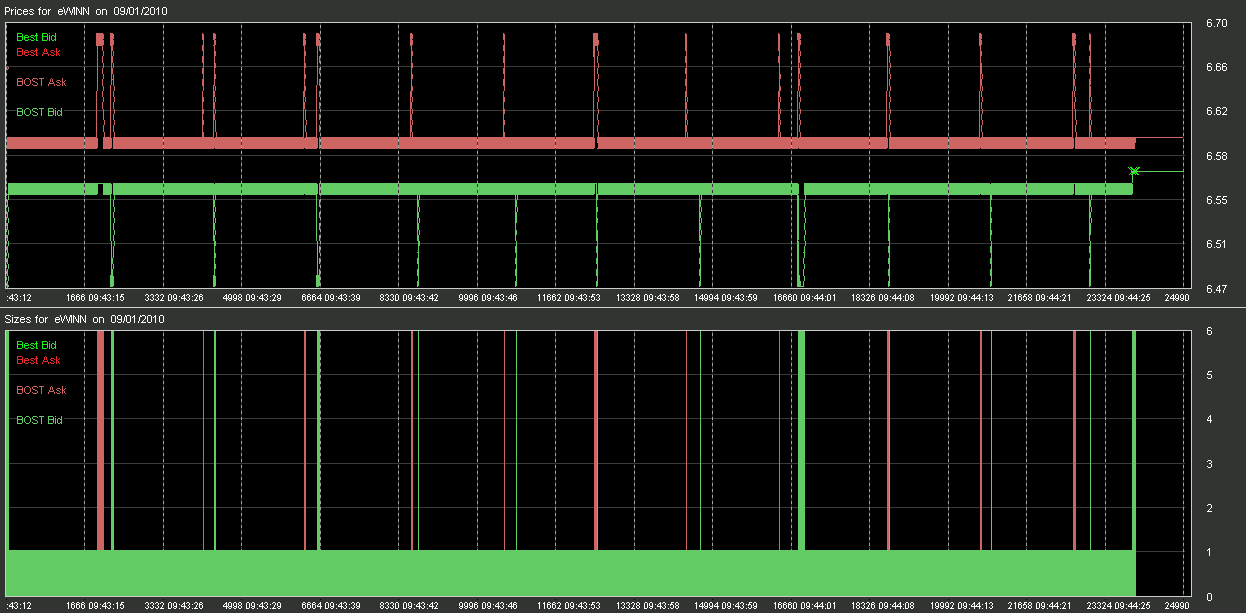 Prices for eWINN on 09/01/2010
Best Bid
Best Ask
BOST Ask
BOST Bid
6.70
6.66
6.62
6.58
6.55
6.51
6.47
:43:12 1666 09:43:15 3332 09:43:26 4998 09:43:29 6664 09:43:39 8330 09:43:42 9996 09:43:46 11662 09:43:53 13328 09:43:58 14994 09:43:59 16660 09:44:01 18326 09:44:08 19992 09:44:13 21658 09:44:21 23324 09:44:25 24990
Sizes for eWINN on 09/01/2010
Best Bid
Best Ask
BOST Ask
BOST Bid
6
5
4
3
2
1
0
:43:12 1666 09:43:15 3332 09:43:26 4998 09:43:29 6664 09:43:39 8330 09:43:42 9996 09:43:46 11662 09:43:53 13328 09:43:58 14994 09:43:59 16660 09:44:01 18326 09:44:08 19992 09:44:13 21658 09:44:21 23324 09:44:25 24990